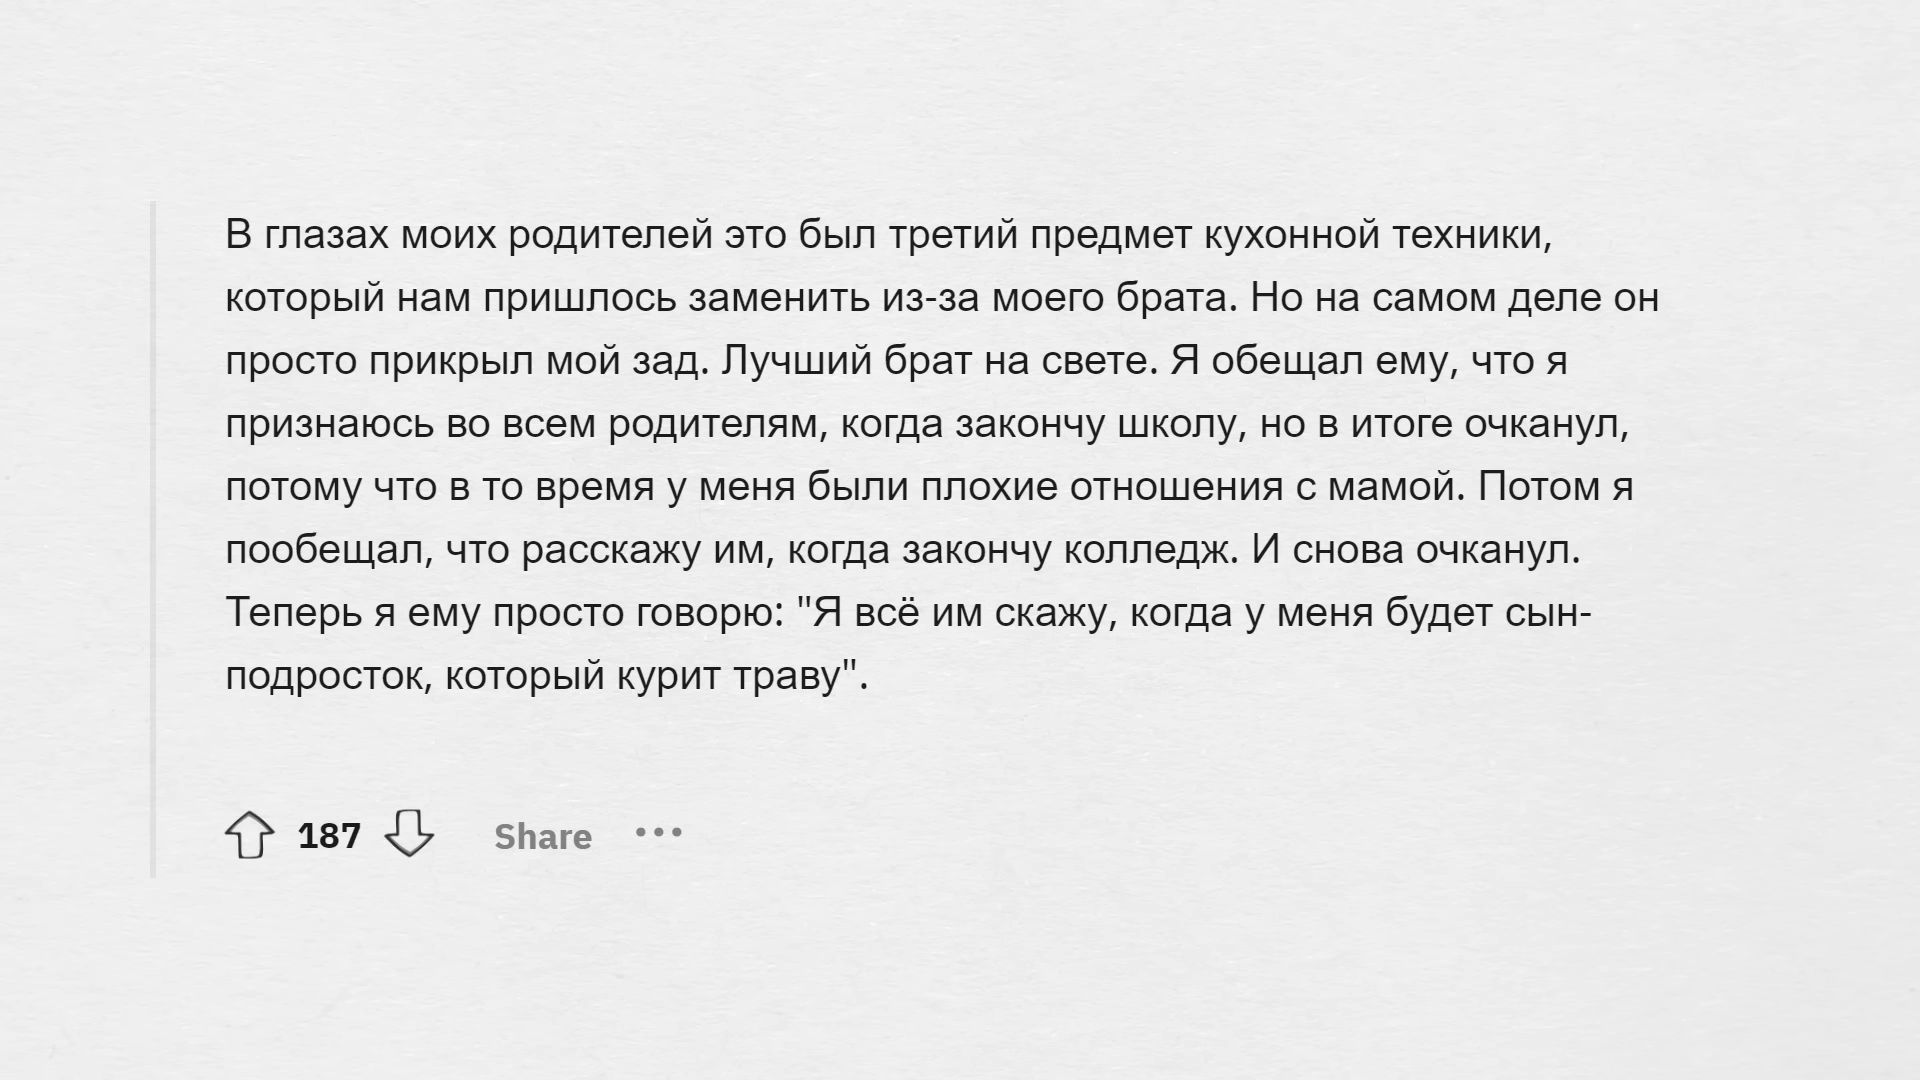 В глазах моих родителей это был третий предмет кухонной техники,
который нам пришлось заменить из-за моего брата. Но на самом деле он
просто прикрыл мой зад. Лучший брат на свете. Я обещал ему, что я
признаюсь во всем родителям, когда закончу школу, но в итоге очканул,
потому что в то время у меня были плохие отношения с мамой. Потом я
пообещал, что расскажу им, когда закончу колледж. И снова очканул.
Теперь я ему просто говорю: "Я всё им скажу, когда у меня будет сын-
подросток, который курит траву".
187 Share •••